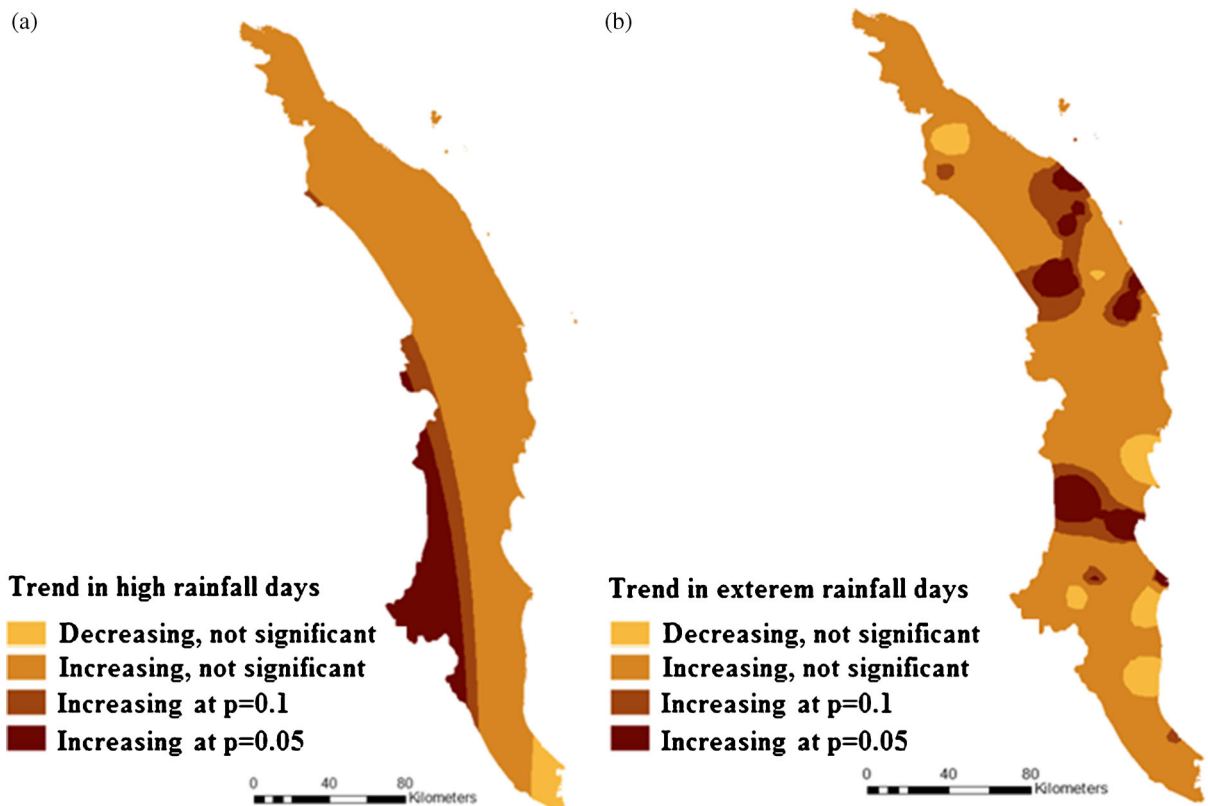 (a)
Trend in high rainfall days
Decreasing, not significant
Increasing, not significant
Increasing at p=0.1
Increasing at p=0.05
0 40 80
Kilometers
(b)
Trend in exterem rainfall days
Decreasing, not significant
Increasing, not significant
Increasing at p=0.1
Increasing at p=0.05
0 40 80
Kilometers